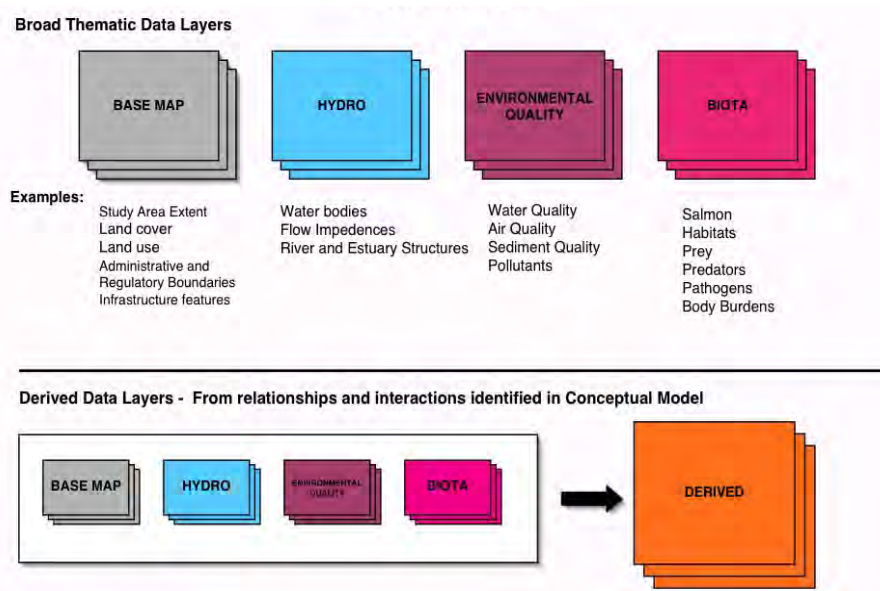 Broad Thematic Data Layers
BASE MAP
HYDRO
ENVIRONMENTAL
QUALITY
BIOTA
Examples:
Study Area Extent
Land cover
Land use
Administrative and
Regulatory Boundaries
Infrastructure features
Water bodies
Flow Impedences
River and Estuary Structures
Water Quality
Air Quality
Sediment Quality
Pollutants
Salmon
Habitats
Prey
Predators
Pathogens
Body Burdens
Derived Data Layers - From relationships and interactions identified in Conceptual Model
BASE MAP
HYDRO
ENVIRONMENTAL
QUALITY
BIOTA
DERIVED